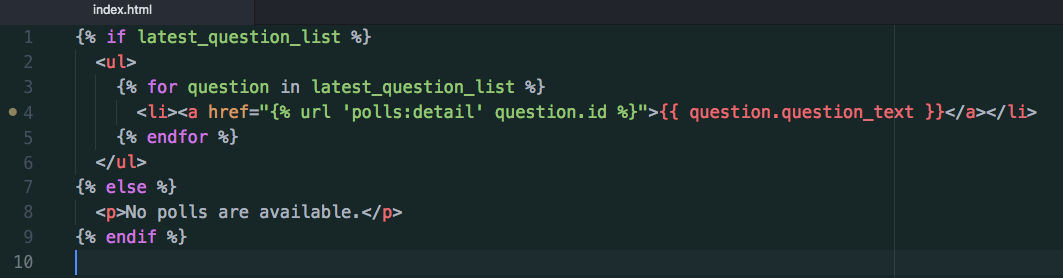 index.html
1 {% if latest_question_list %}
2 <ul>
3 {% for question in latest_question_list %}
4 <li><a href="{% url 'polls:detail' question.id %}">{{ question.question_text }}</a></li>
5 {% endfor %}
6 </ul>
7 {% else %}
8 <p>No polls are available.</p>
9 {% endif %}
10